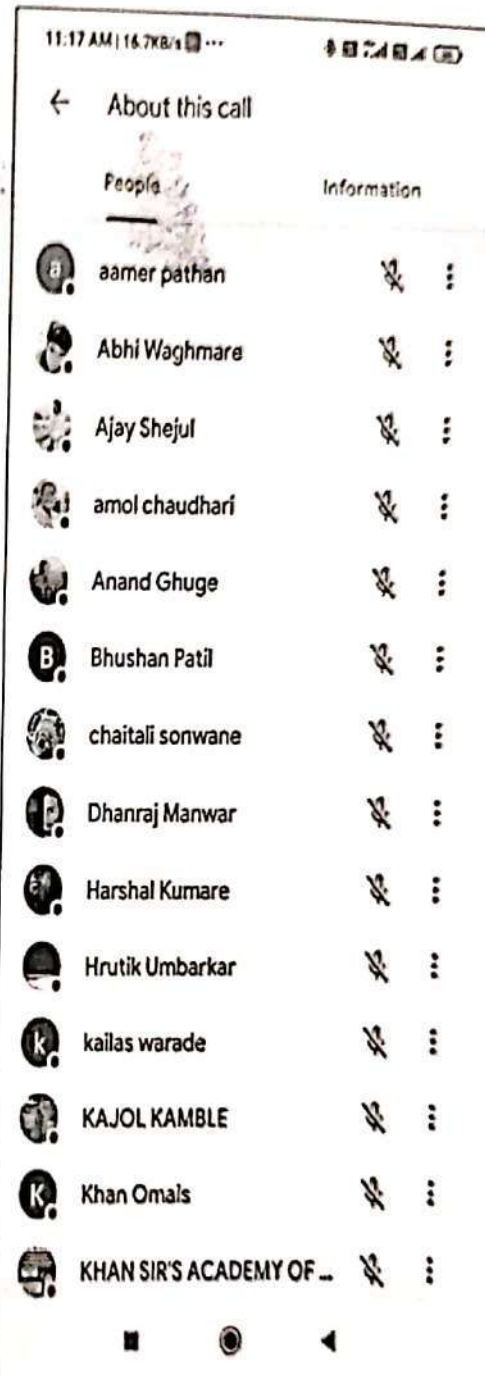 11:17 AM | 16.7KB/s ...
← About this call
People Information
a aamer pathan
Abhi Waghmare
Ajay Shejul
amol chaudhari
Anand Ghuge
B Bhushan Patil
chaitali sonwane
Dhanraj Manwar
Harshal Kumare
Hrutik Umbarkar
k kailas warade
KAJOL KAMBLE
K Khan Omais
KHAN SIR'S ACADEMY OF ...